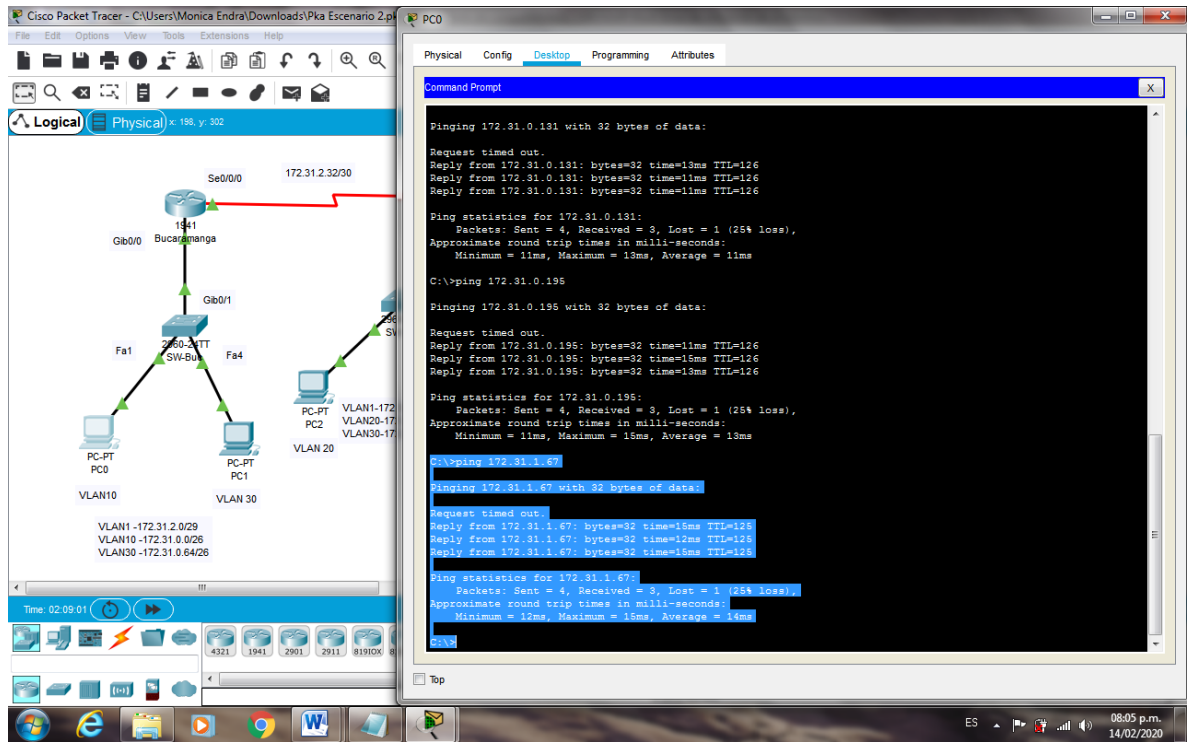 Cisco Packet Tracer - C:\Users\Monica Endra\Downloads\Pka Escenario 2.pk
File Edit Options View Tools Extensions Help
Logical Physical x: 198, y: 302
Se0/0/0 172.31.2.32/30
1941
Bucaramanga
Gib0/0
Gib0/1
2960-24TT
SW-Buc
Fa1
Fa4
PC-PT
PC0
PC-PT
PC1
PC-PT
PC2
VLAN1-172
VLAN20-17
VLAN30-17
VLAN 20
VLAN10
VLAN 30
VLAN1 -172.31.2.0/29
VLAN10 -172.31.0.0/26
VLAN30 -172.31.0.64/26
Time: 02:09:01
4321 1941 2901 2911 819IOX
PC0
Physical Config Desktop Programming Attributes
Command Prompt X
Pinging 172.31.0.131 with 32 bytes of data:
Request timed out.
Reply from 172.31.0.131: bytes=32 time=13ms TTL=126
Reply from 172.31.0.131: bytes=32 time=11ms TTL=126
Reply from 172.31.0.131: bytes=32 time=11ms TTL=126
Ping statistics for 172.31.0.131:
Packets: Sent = 4, Received = 3, Lost = 1 (25% loss),
Approximate round trip times in milli-seconds:
Minimum = 11ms, Maximum = 13ms, Average = 11ms
C:\>ping 172.31.0.195
Pinging 172.31.0.195 with 32 bytes of data:
Request timed out.
Reply from 172.31.0.195: bytes=32 time=11ms TTL=126
Reply from 172.31.0.195: bytes=32 time=15ms TTL=126
Reply from 172.31.0.195: bytes=32 time=13ms TTL=126
Ping statistics for 172.31.0.195:
Packets: Sent = 4, Received = 3, Lost = 1 (25% loss),
Approximate round trip times in milli-seconds:
Minimum = 11ms, Maximum = 15ms, Average = 13ms
C:\>ping 172.31.1.67
Pinging 172.31.1.67 with 32 bytes of data:
Request timed out.
Reply from 172.31.1.67: bytes=32 time=15ms TTL=125
Reply from 172.31.1.67: bytes=32 time=12ms TTL=125
Reply from 172.31.1.67: bytes=32 time=15ms TTL=125
Ping statistics for 172.31.1.67:
Packets: Sent = 4, Received = 3, Lost = 1 (25% loss),
Approximate round trip times in milli-seconds:
Minimum = 12ms, Maximum = 15ms, Average = 14ms
C:\>
Top
ES 08:05 p.m.
14/02/2020